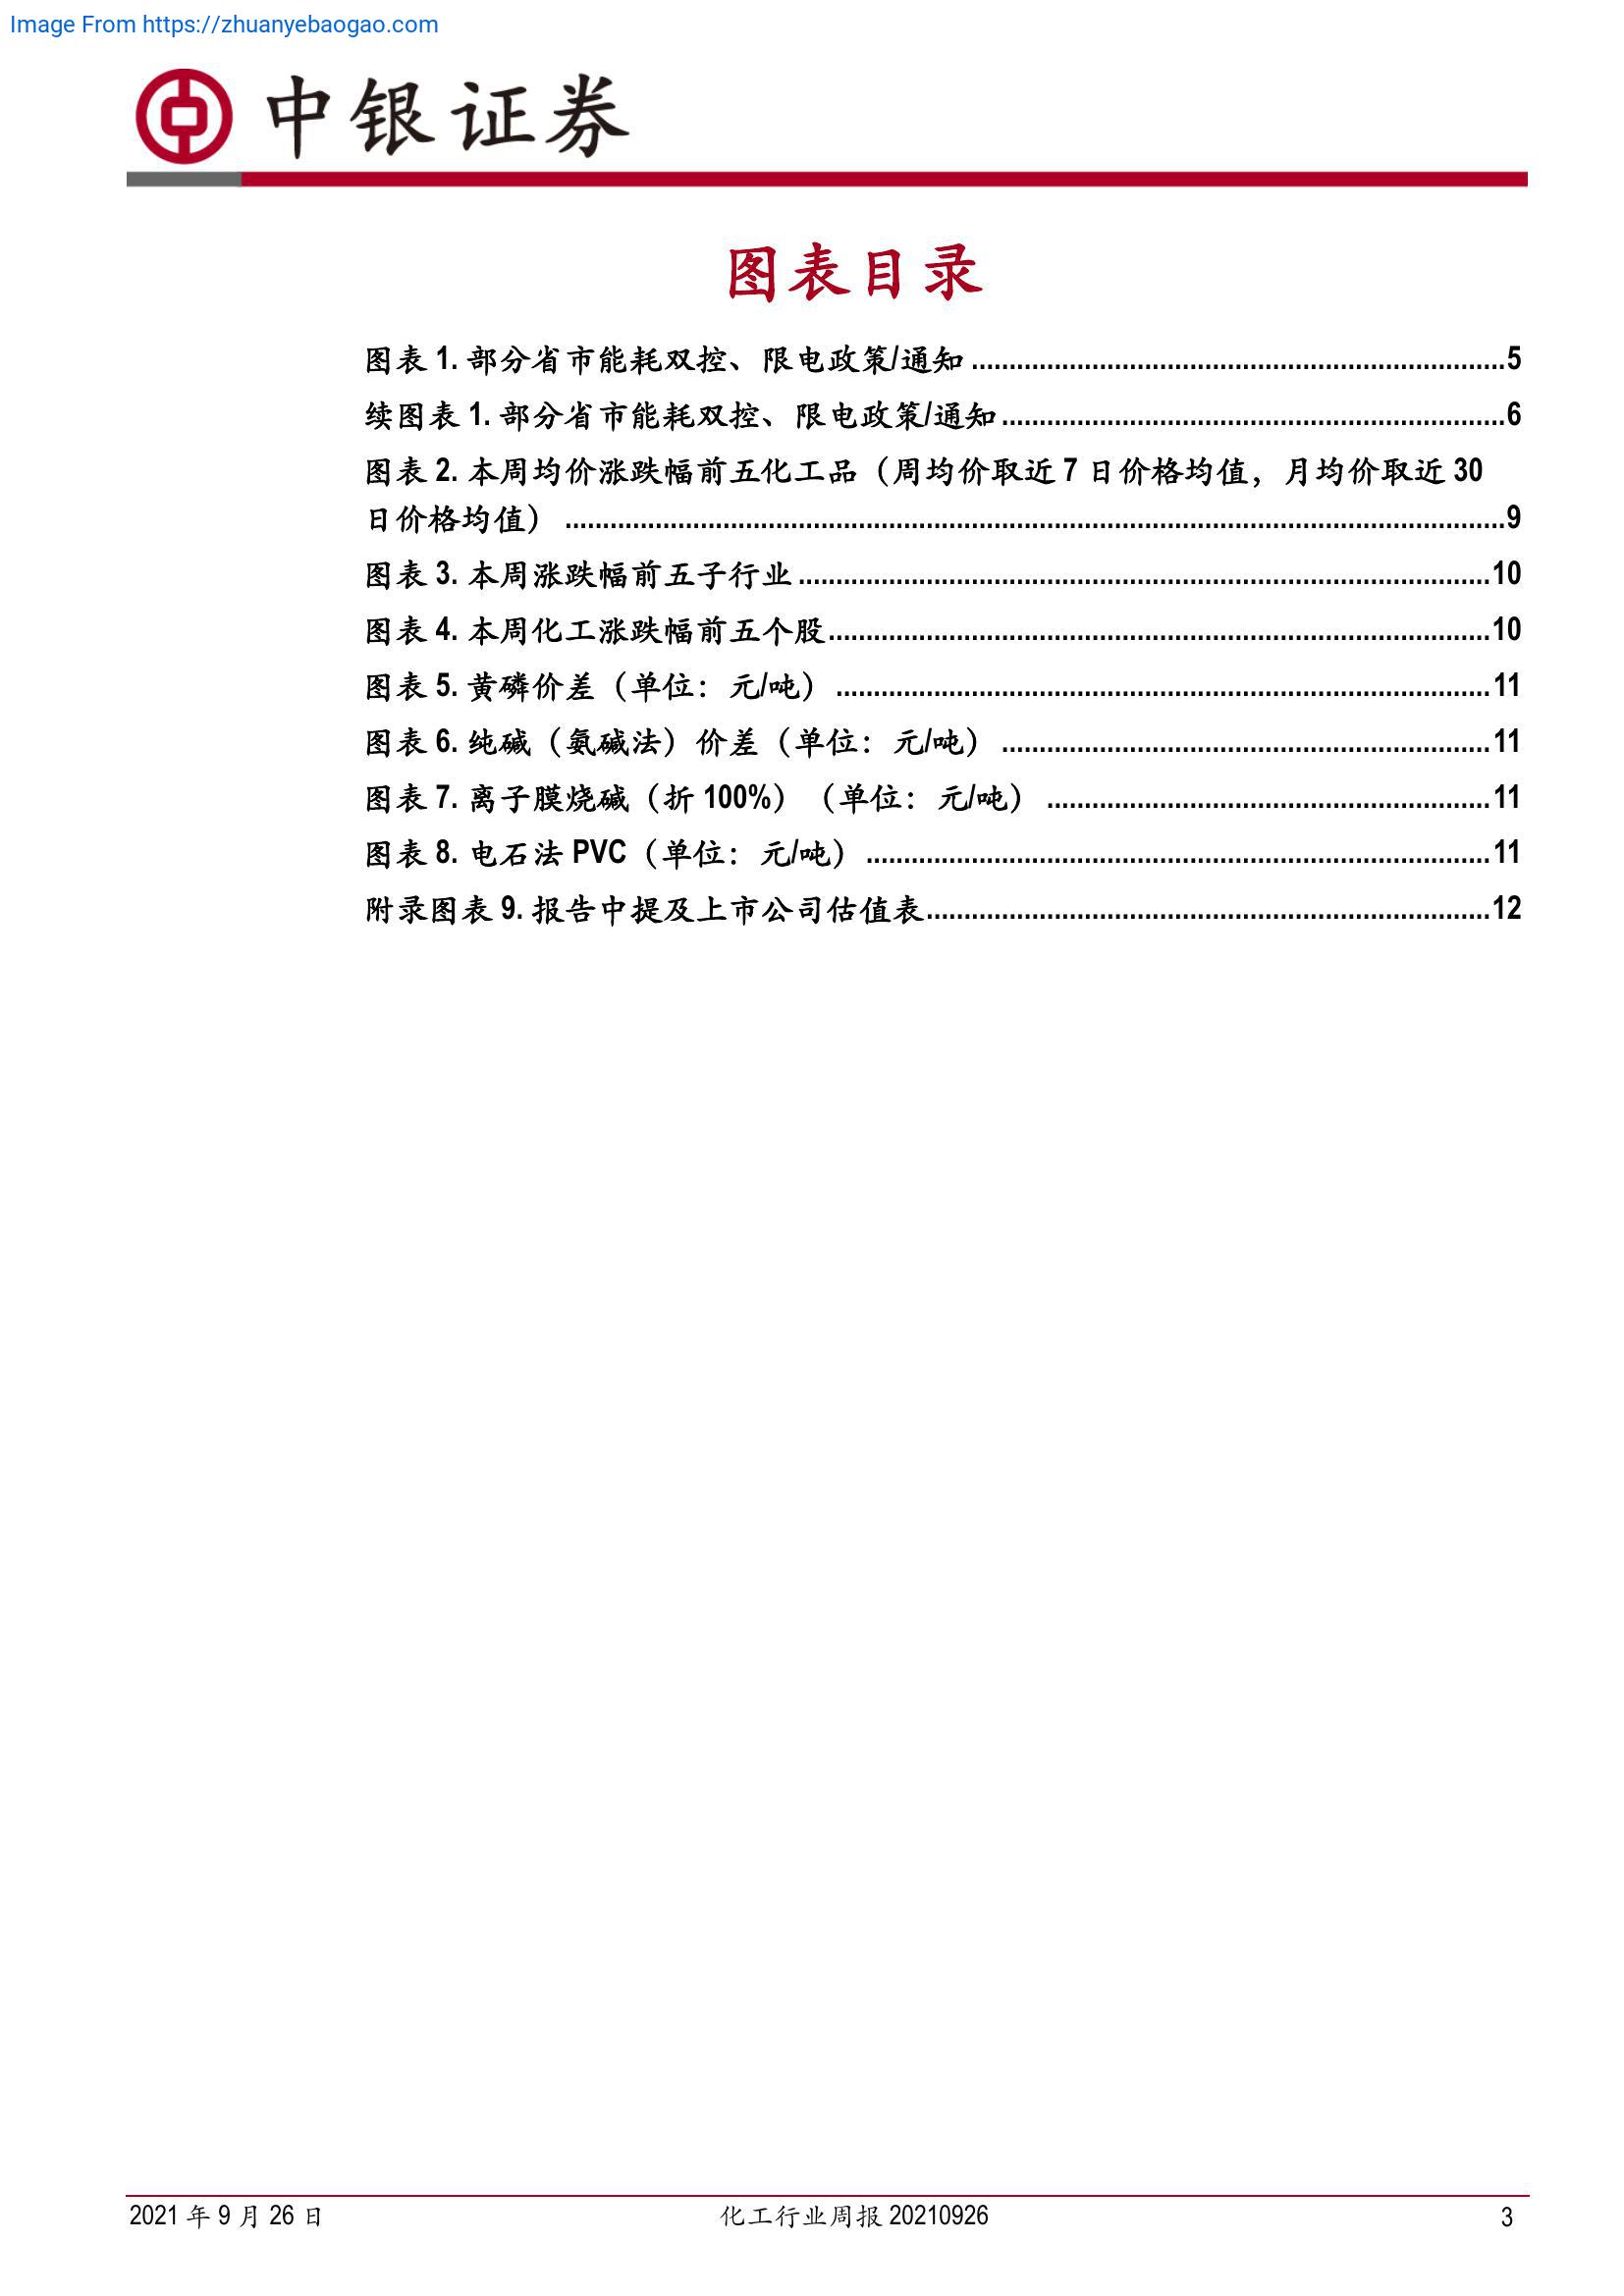 Image From https://zhuanyebaogao.com
中银证券
图表目录
图表 1. 部分省市能耗双控、限电政策/通知 ........................................................................5
续图表 1. 部分省市能耗双控、限电政策/通知 ....................................................................6
图表 2. 本周均价涨跌幅前五化工品（周均价取近 7 日价格均值，月均价取近 30
日价格均值） ..............................................................................................................................9
图表 3. 本周涨跌幅前五子行业 ............................................................................................10
图表 4. 本周化工涨跌幅前五个股........................................................................................10
图表 5. 黄磷价差（单位：元/吨） .......................................................................................11
图表 6. 纯碱（氨碱法）价差（单位：元/吨） .................................................................11
图表 7. 离子膜烧碱（折 100%）（单位：元/吨） ...........................................................11
图表 8. 电石法 PVC（单位：元/吨） ...................................................................................11
附录图表 9. 报告中提及上市公司估值表...........................................................................12
2021 年 9 月 26 日
化工行业周报 20210926
3